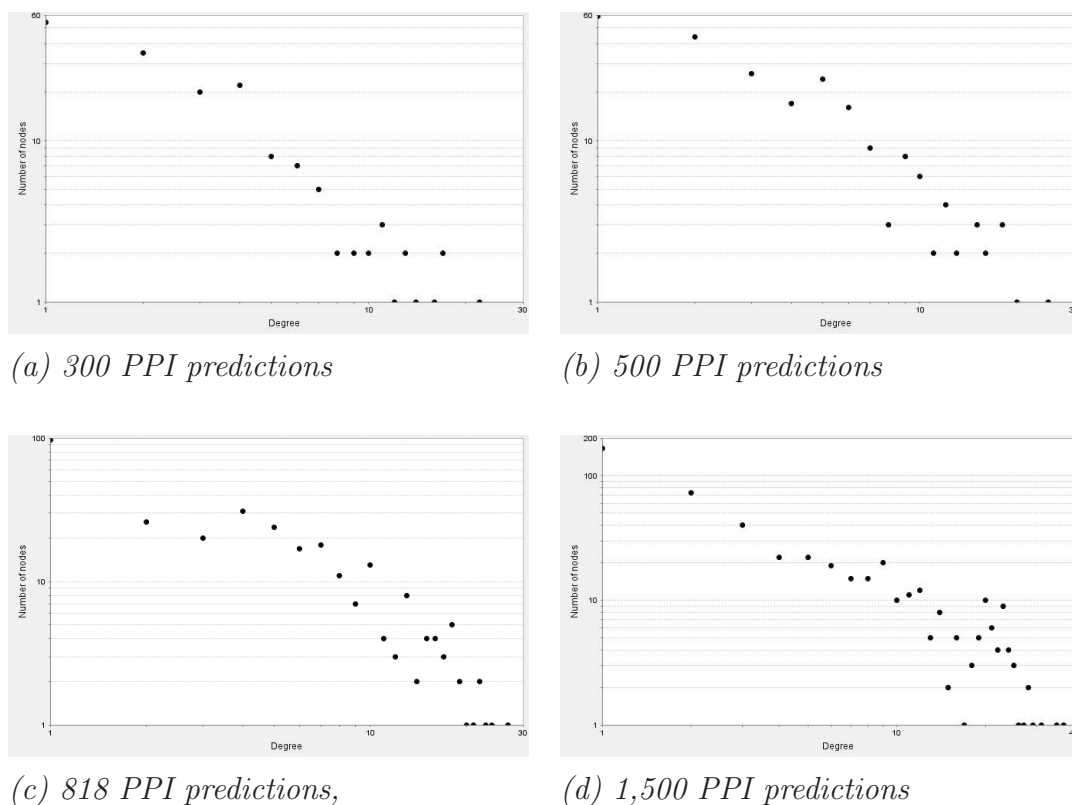 60
10
1
Number of nodes
1
10
30
Degree
(a) 300 PPI predictions
60
10
1
Number of nodes
1
10
Degree
(b) 500 PPI predictions
100
10
1
Number of nodes
1
10
30
Degree
(c) 818 PPI predictions,
200
100
10
1
Number of nodes
1
10
Degree
(d) 1,500 PPI predictions